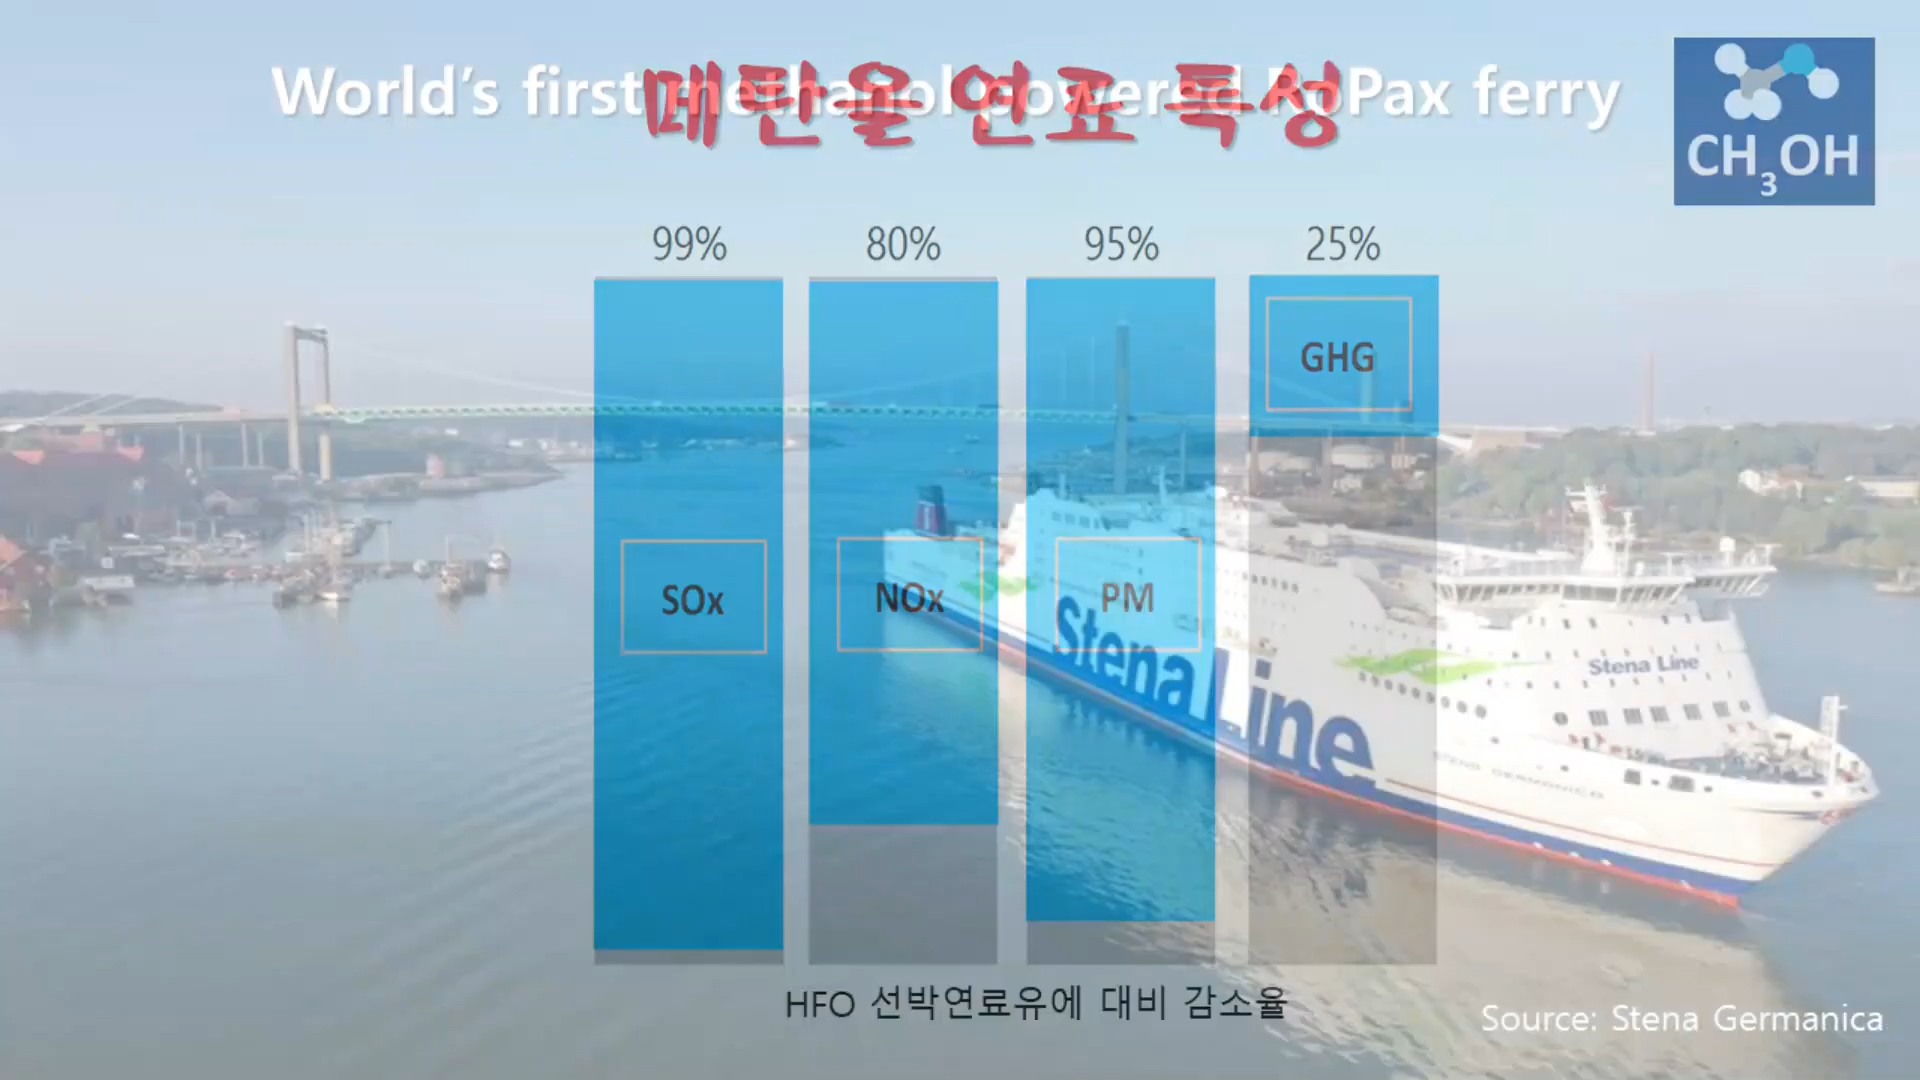 World's first methanol powered RoPax ferry
메탄올 연료 특성
CH3OH
99% 80% 95% 25%
GHG
SOx NOx PM
Stena Line
Stena Line
STENA GERMANICA
HFO 선박연료유에 대비 감소율
Source: Stena Germanica